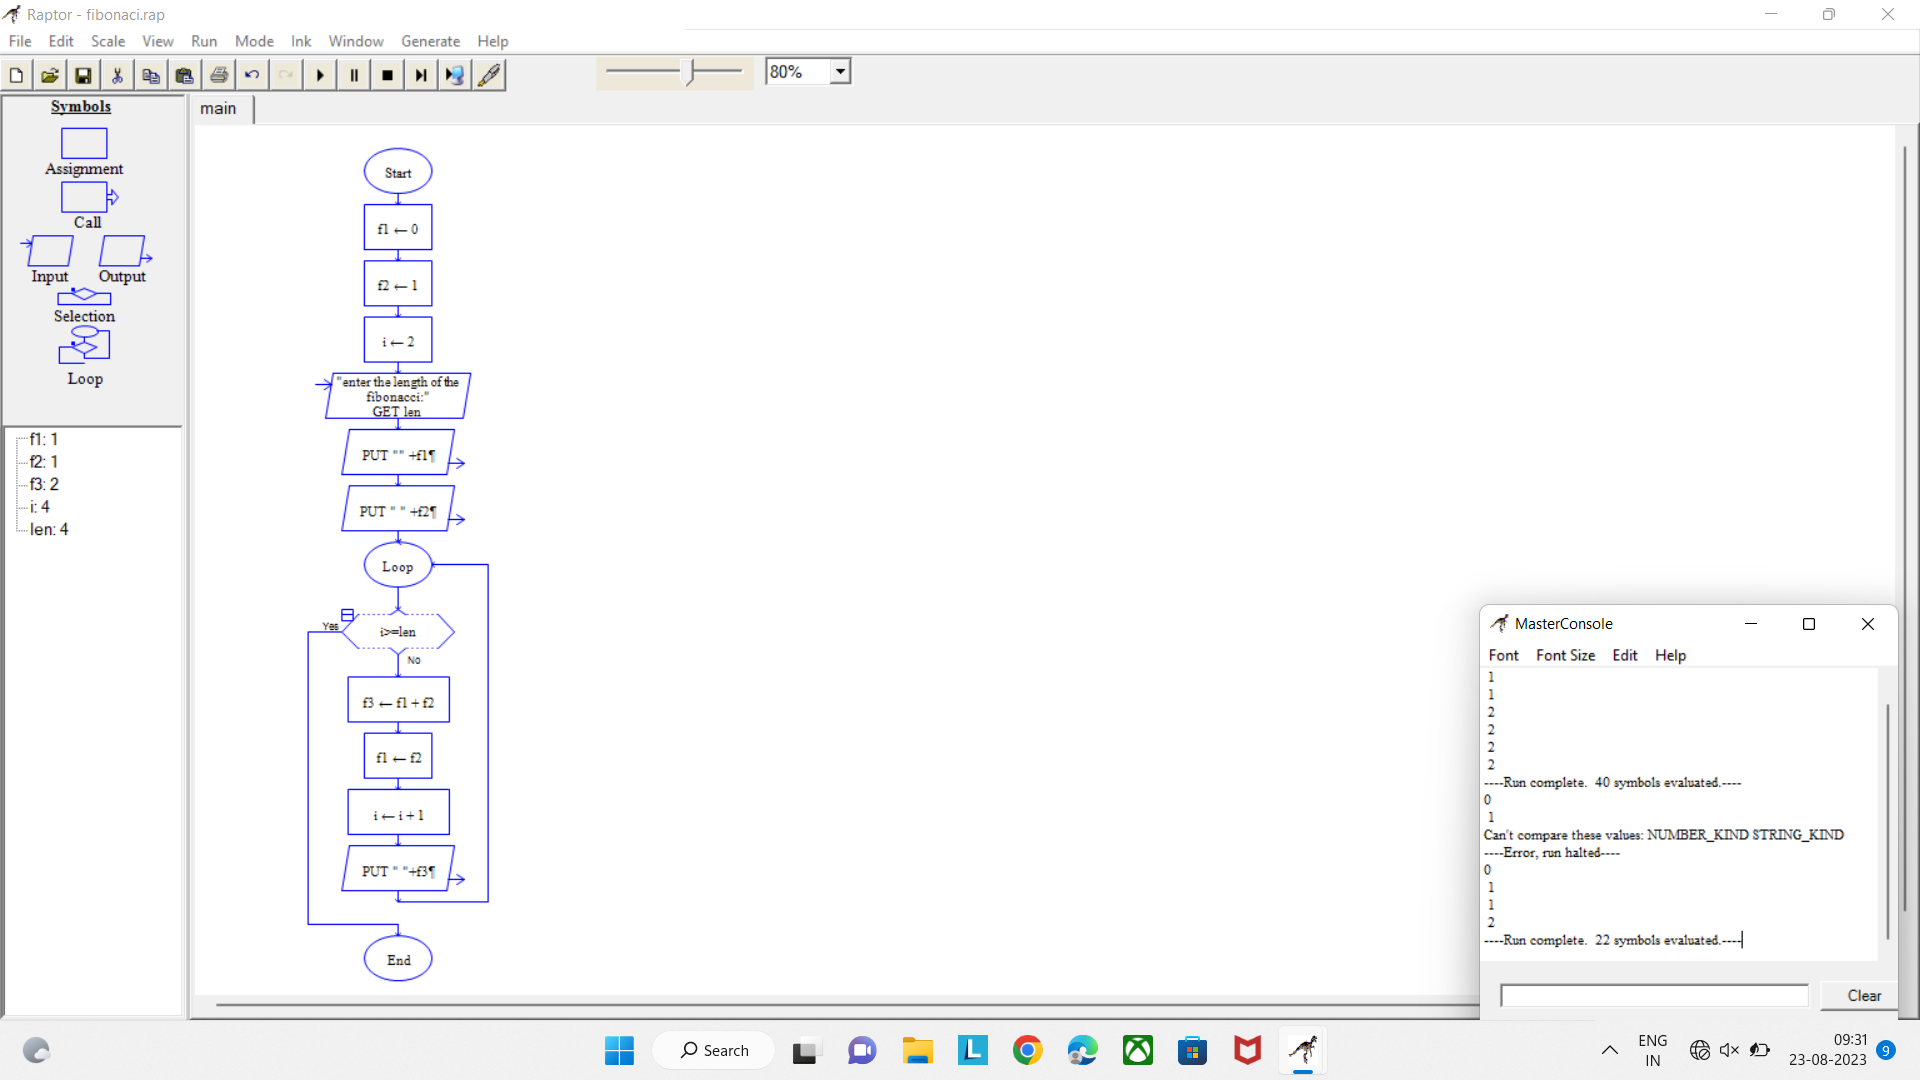 Raptor - fibonaci.rap
File Edit Scale View Run Mode Ink Window Generate Help
80%
Symbols
Assignment
Call
Input Output
Selection
Loop
f1: 1
f2: 1
f3: 2
i: 4
len: 4
main
Start
f1 ← 0
f2 ← 1
i ← 2
"enter the length of the
fibonacci:"
GET len
PUT "" +f1¶
PUT " " +f2¶
Loop
Yes
i>=len
No
f3 ← f1 + f2
f1 ← f2
i ← i + 1
PUT " "+f3¶
End
MasterConsole
Font Font Size Edit Help
1
1
2
2
2
2
----Run complete. 40 symbols evaluated.----
0
1
Can't compare these values: NUMBER_KIND STRING_KIND
----Error, run halted----
0
1
1
2
----Run complete. 22 symbols evaluated.----
Clear
Search
L
ENG
IN
09:31
23-08-2023
9